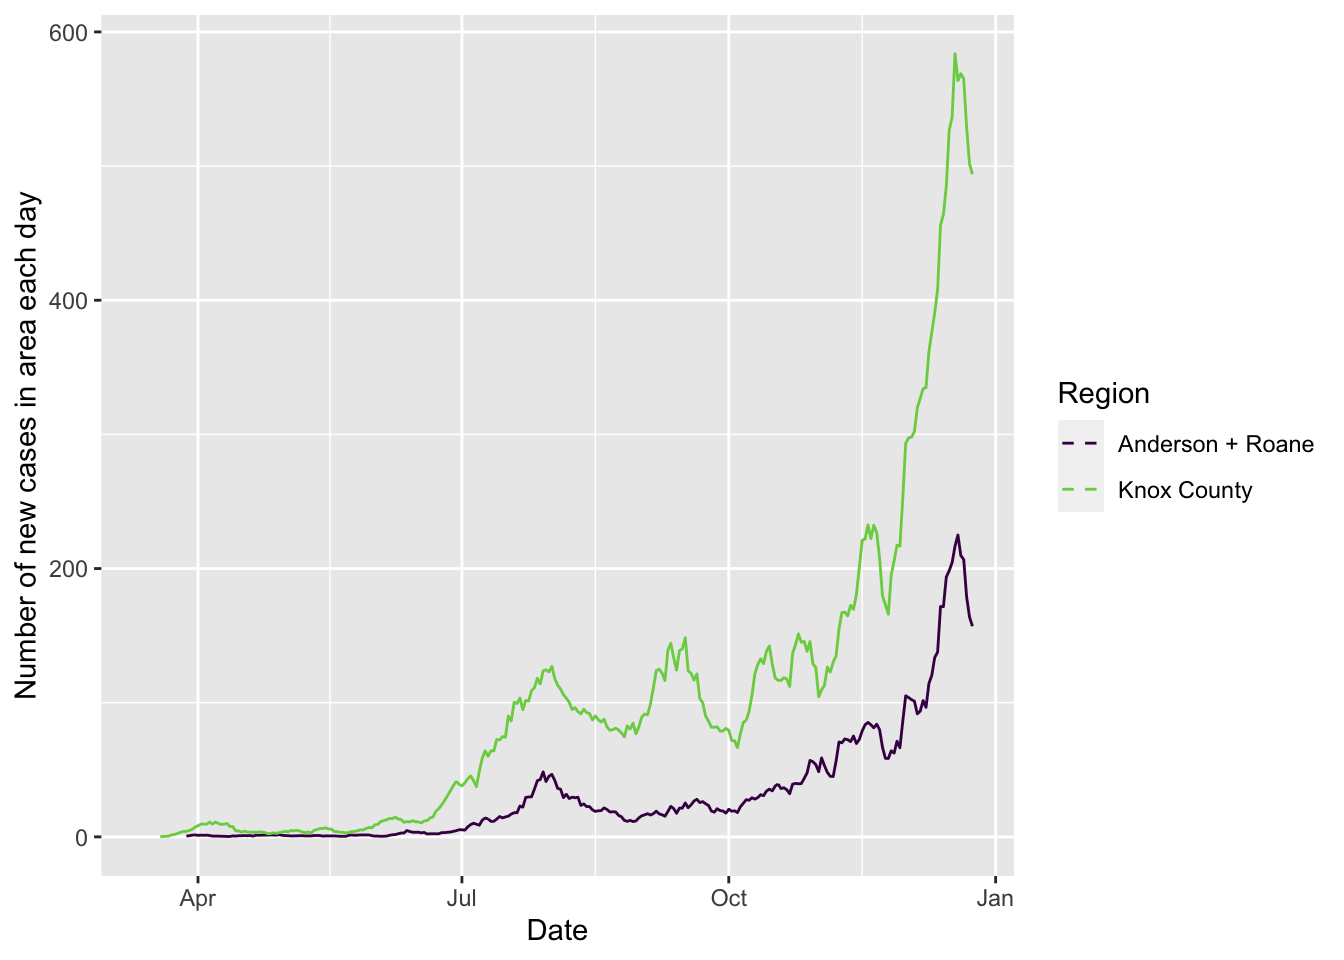 Number of new cases in area each day
600
400
200
0
Apr
Jul
Oct
Jan
Date
Region
Anderson + Roane
Knox County